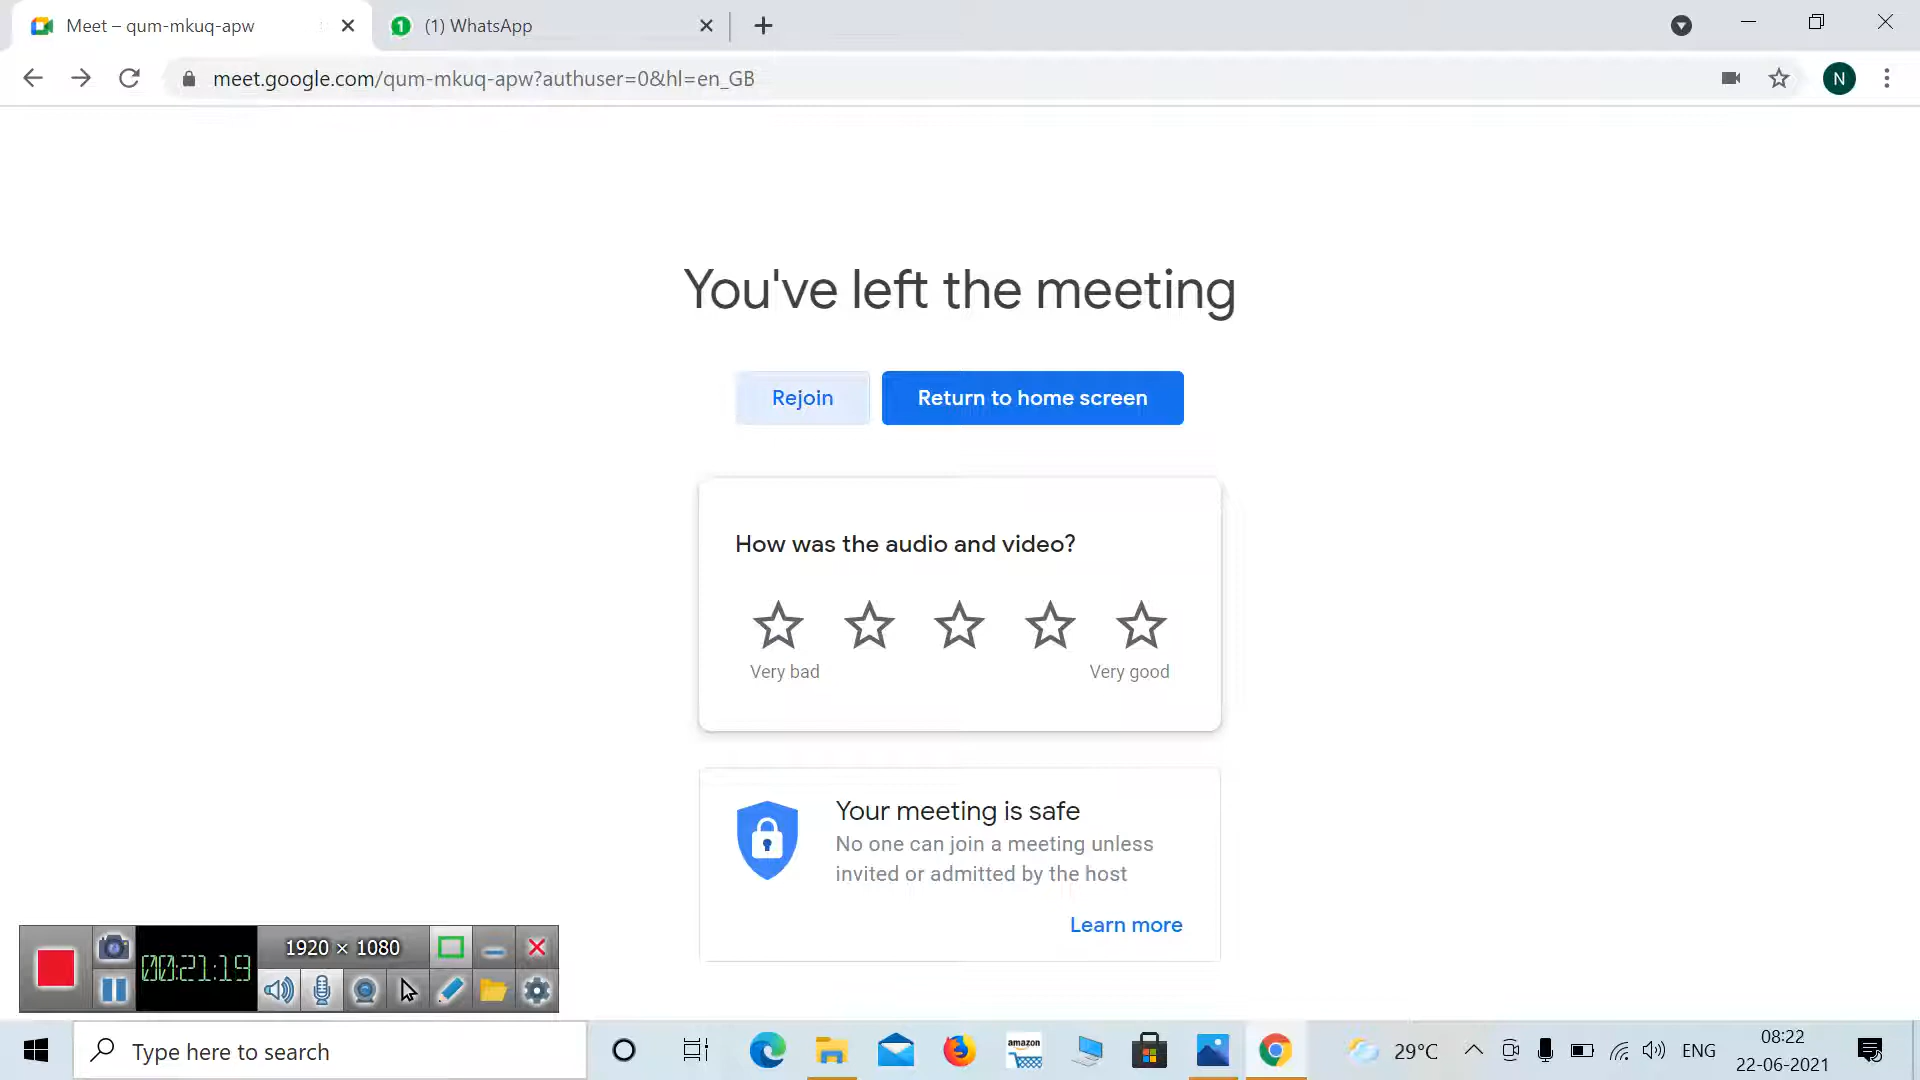 Meet – qum-mkuq-apw
1 (1) WhatsApp
meet.google.com/qum-mkuq-apw?authuser=0&hl=en_GB
N
You've left the meeting
Rejoin
Return to home screen
How was the audio and video?
Very bad
Very good
Your meeting is safe
No one can join a meeting unless
invited or admitted by the host
Learn more
1920 × 1080
00:21:19
Type here to search
amazon
29°C
ENG
08:22
22-06-2021